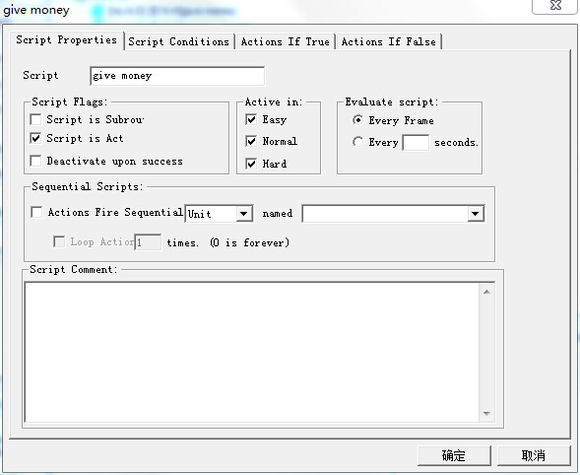 give money
Script Properties Script Conditions Actions If True Actions If False
Script give money
Script Flags: Active in: Evaluate script:
Script is Subrou Easy Every Frame
Script is Act Normal Every seconds.
Deactivate upon success Hard
Sequential Scripts:
Actions Fire Sequential Unit named
Loop Action 1 times. (0 is forever)
Script Comment:
确定 取消